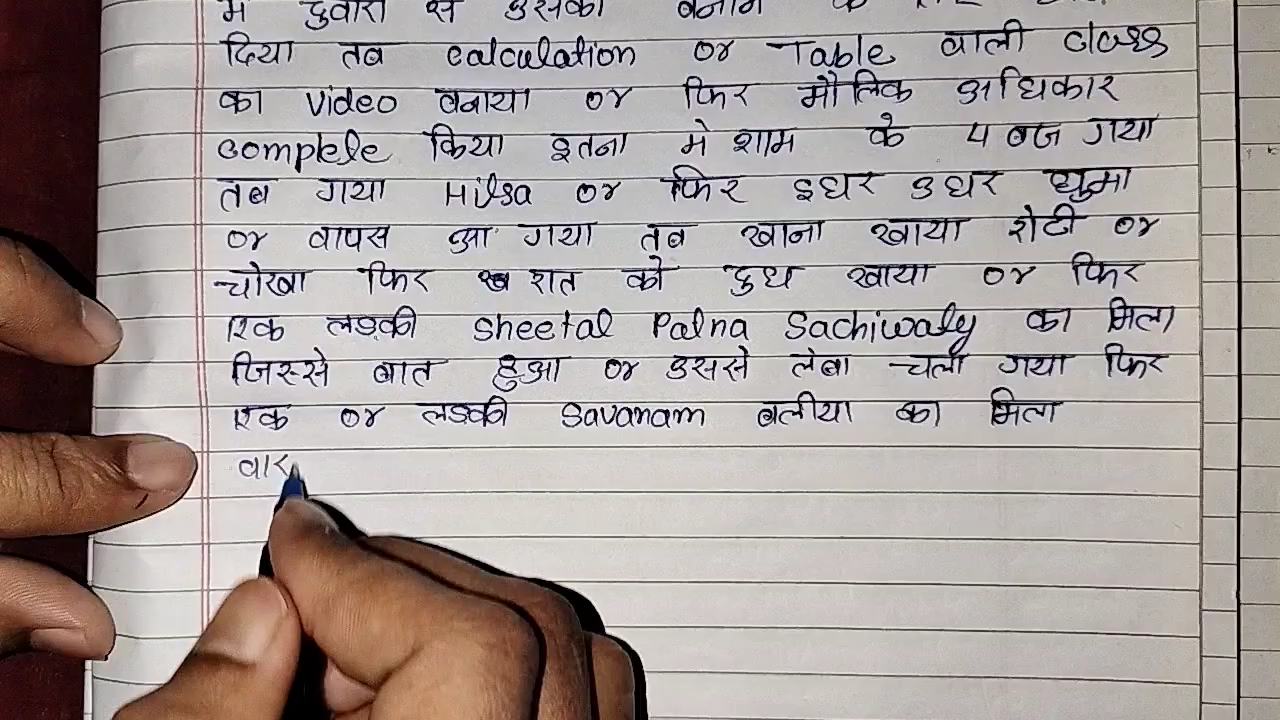 में दुवारा से उसको बनाने के
दिया तब calculation or Table वाली class
का video बनाया or फिर मौलिक अधिकार
complete किया इतना मे शाम के 4 बज गया
तब गया Hilsa or फिर इधर उधर घुमा
or वापस आ गया तब खाना खाया रोटी or
चोखा फिर रात को दुध खाया or फिर
एक लड़की Sheetal Palna Sachiwaly का मिला
जिस्से बात हुआ or उससे लेबा चला गया फिर
एक or लड़की Savanam बलीया का मिला
वार